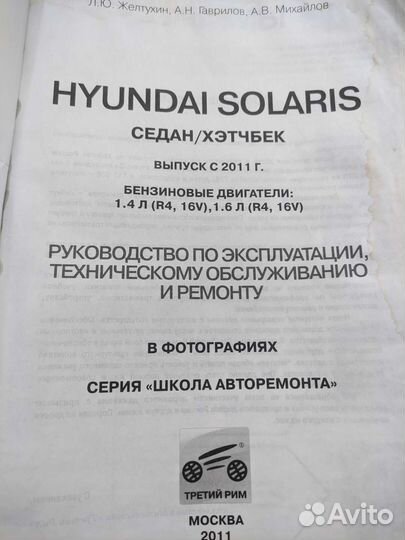 Л.Ю. Желтухин, А.Н. Гаврилов, А.В. Михайлов
HYUNDAI SOLARIS
СЕДАН/ХЭТЧБЕК
ВЫПУСК С 2011 Г.
БЕНЗИНОВЫЕ ДВИГАТЕЛИ:
1.4 Л (R4, 16V),1.6 Л (R4, 16V)
РУКОВОДСТВО ПО ЭКСПЛУАТАЦИИ,
ТЕХНИЧЕСКОМУ ОБСЛУЖИВАНИЮ
И РЕМОНТУ
В ФОТОГРАФИЯХ
СЕРИЯ «ШКОЛА АВТОРЕМОНТА»
ТРЕТИЙ РИМ
МОСКВА
2011
Avito